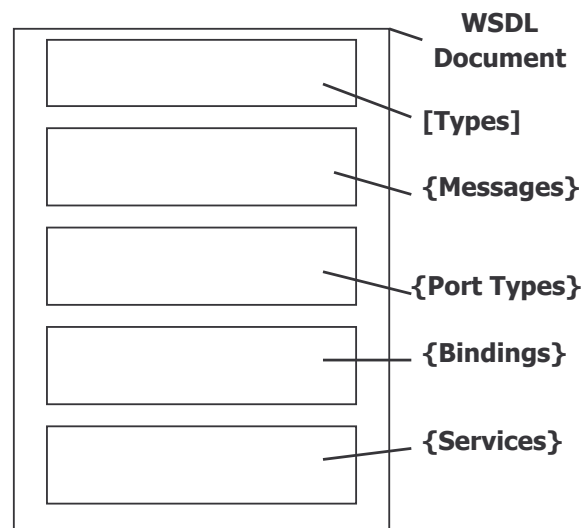 WSDL
Document
[Types]
{Messages}
{Port Types}
{Bindings}
{Services}